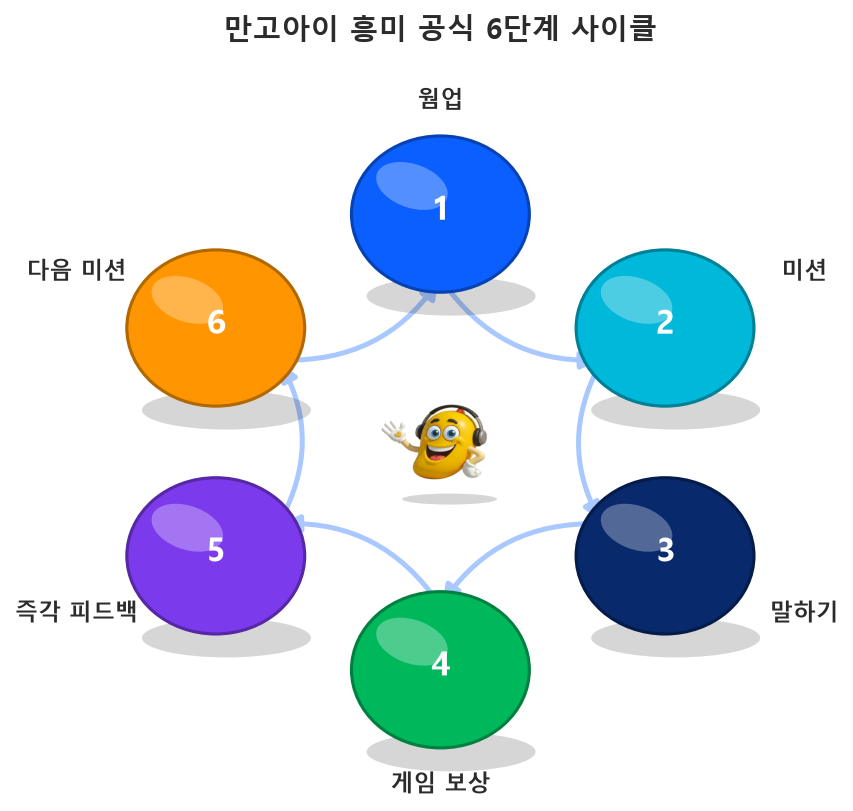 만고아이 흥미 공식 6단계 사이클
웜업
1
다음 미션
미션
6
2
5
3
즉각 피드백
말하기
4
게임 보상